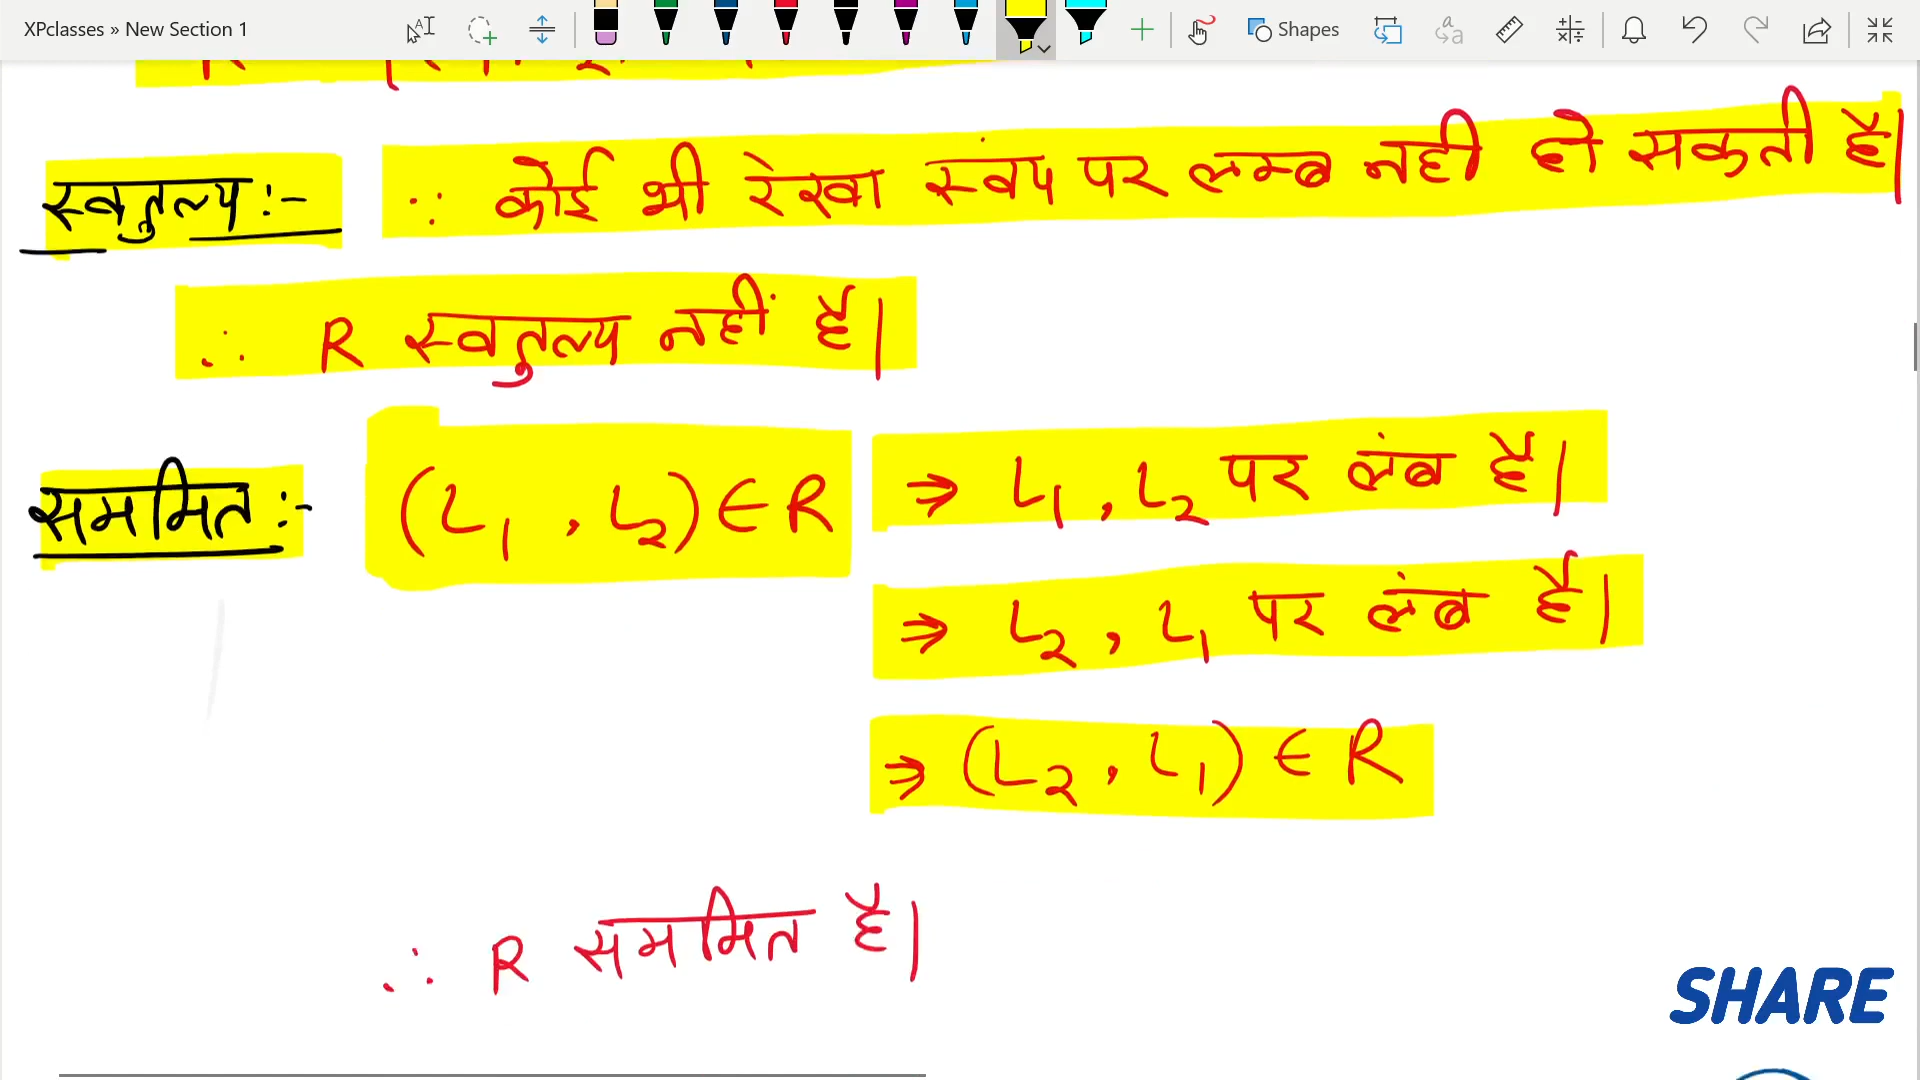 XPclasses » New Section 1
Shapes
स्वतुल्य :- ∵ कोई भी रेखा स्वंय पर लम्ब नही हो सकती है।
∴ R स्वतुल्य नहीं है।
सममित :- (L₁ , L₂) ∈ R ⇒ L₁ , L₂ पर लंब है।
⇒ L₂ , L₁ पर लंब है।
⇒ (L₂ , L₁) ∈ R
∴ R सममित है।
SHARE